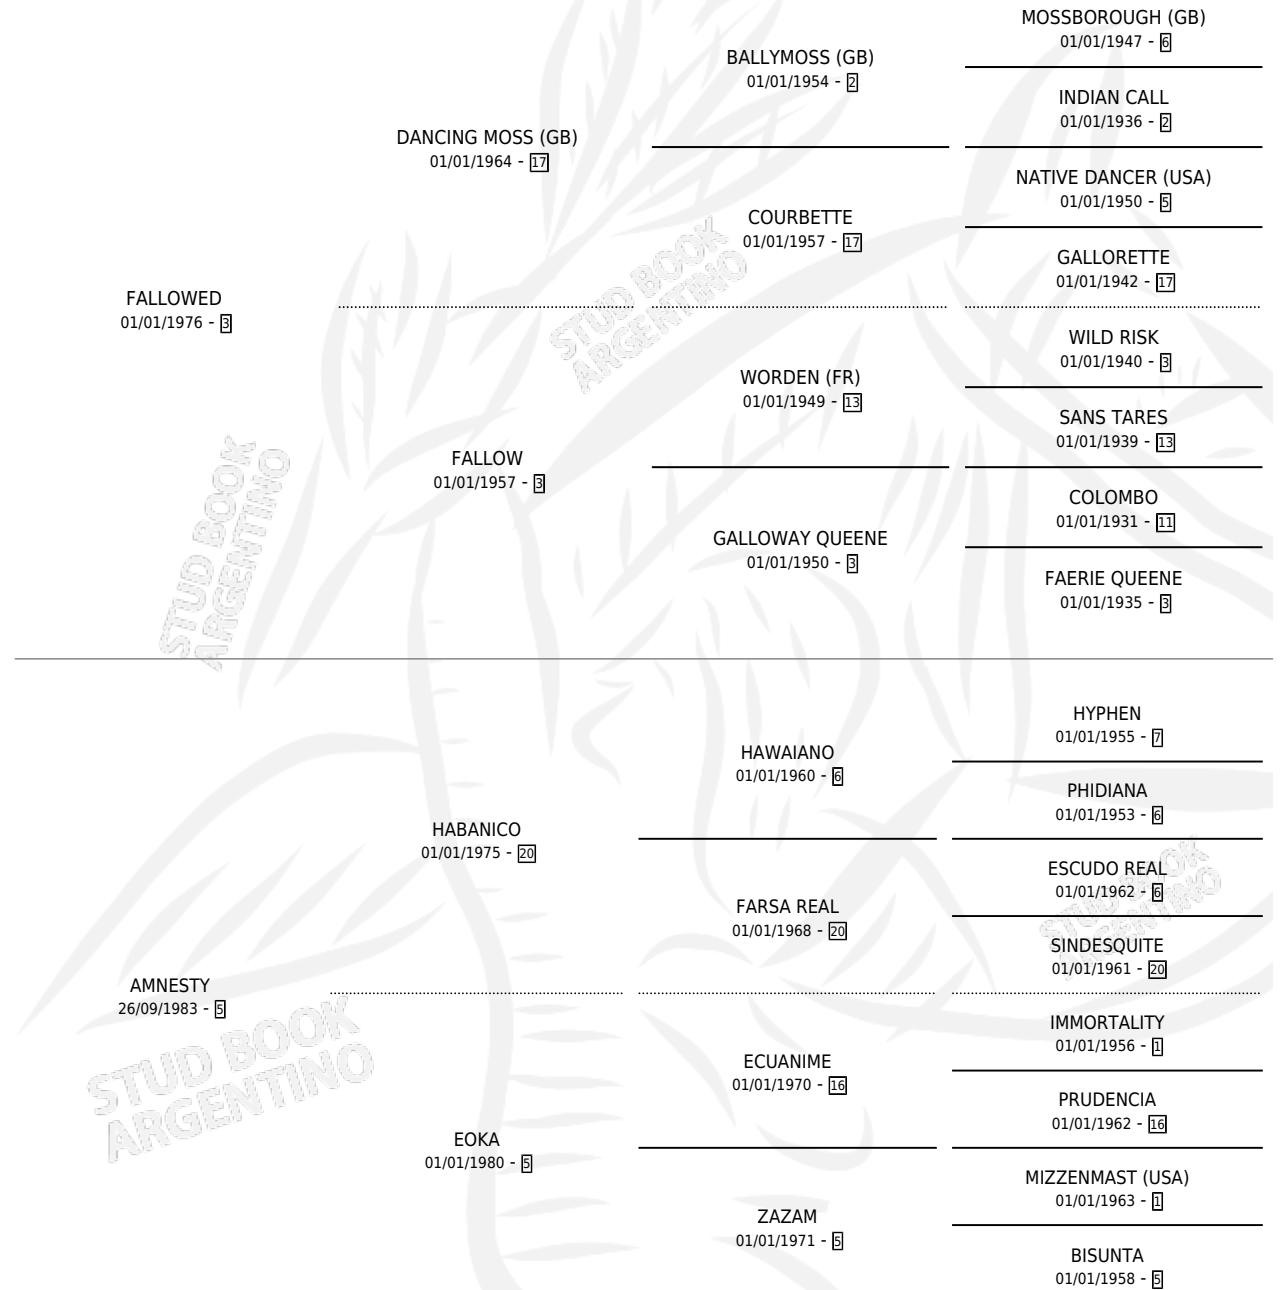 MOSSBOROUGH (GB)
01/01/1947 - 6
BALLYMOSS (GB)
01/01/1954 - 2
INDIAN CALL
01/01/1936 - 2
DANCING MOSS (GB)
01/01/1964 - 17
NATIVE DANCER (USA)
01/01/1950 - 5
COURBETTE
01/01/1957 - 17
GALLORETTE
01/01/1942 - 17
FALLOWED
01/01/1976 - 3
WILD RISK
01/01/1940 - 3
WORDEN (FR)
01/01/1949 - 13
SANS TARES
01/01/1939 - 13
FALLOW
01/01/1957 - 3
COLOMBO
01/01/1931 - 11
GALLOWAY QUEENE
01/01/1950 - 3
FAERIE QUEENE
01/01/1935 - 3
HYPHEN
01/01/1955 - 7
HAWAIANO
01/01/1960 - 6
PHIDIANA
01/01/1953 - 6
HABANICO
01/01/1975 - 20
ESCUDO REAL
01/01/1962 - 6
FARSA REAL
01/01/1968 - 20
SINDESQUITE
01/01/1961 - 20
AMNESTY
26/09/1983 - 5
IMMORTALITY
01/01/1956 - 1
ECUANIME
01/01/1970 - 16
PRUDENCIA
01/01/1962 - 16
EOKA
01/01/1980 - 5
MIZZENMAST (USA)
01/01/1963 - 1
ZAZAM
01/01/1971 - 5
BISUNTA
01/01/1958 - 5
STUD BOOK
ARGENTINO
STUD BOOK
ARGENTINO
STUD BOOK
ARGENTINO
STUD BOOK
ARGENTINO